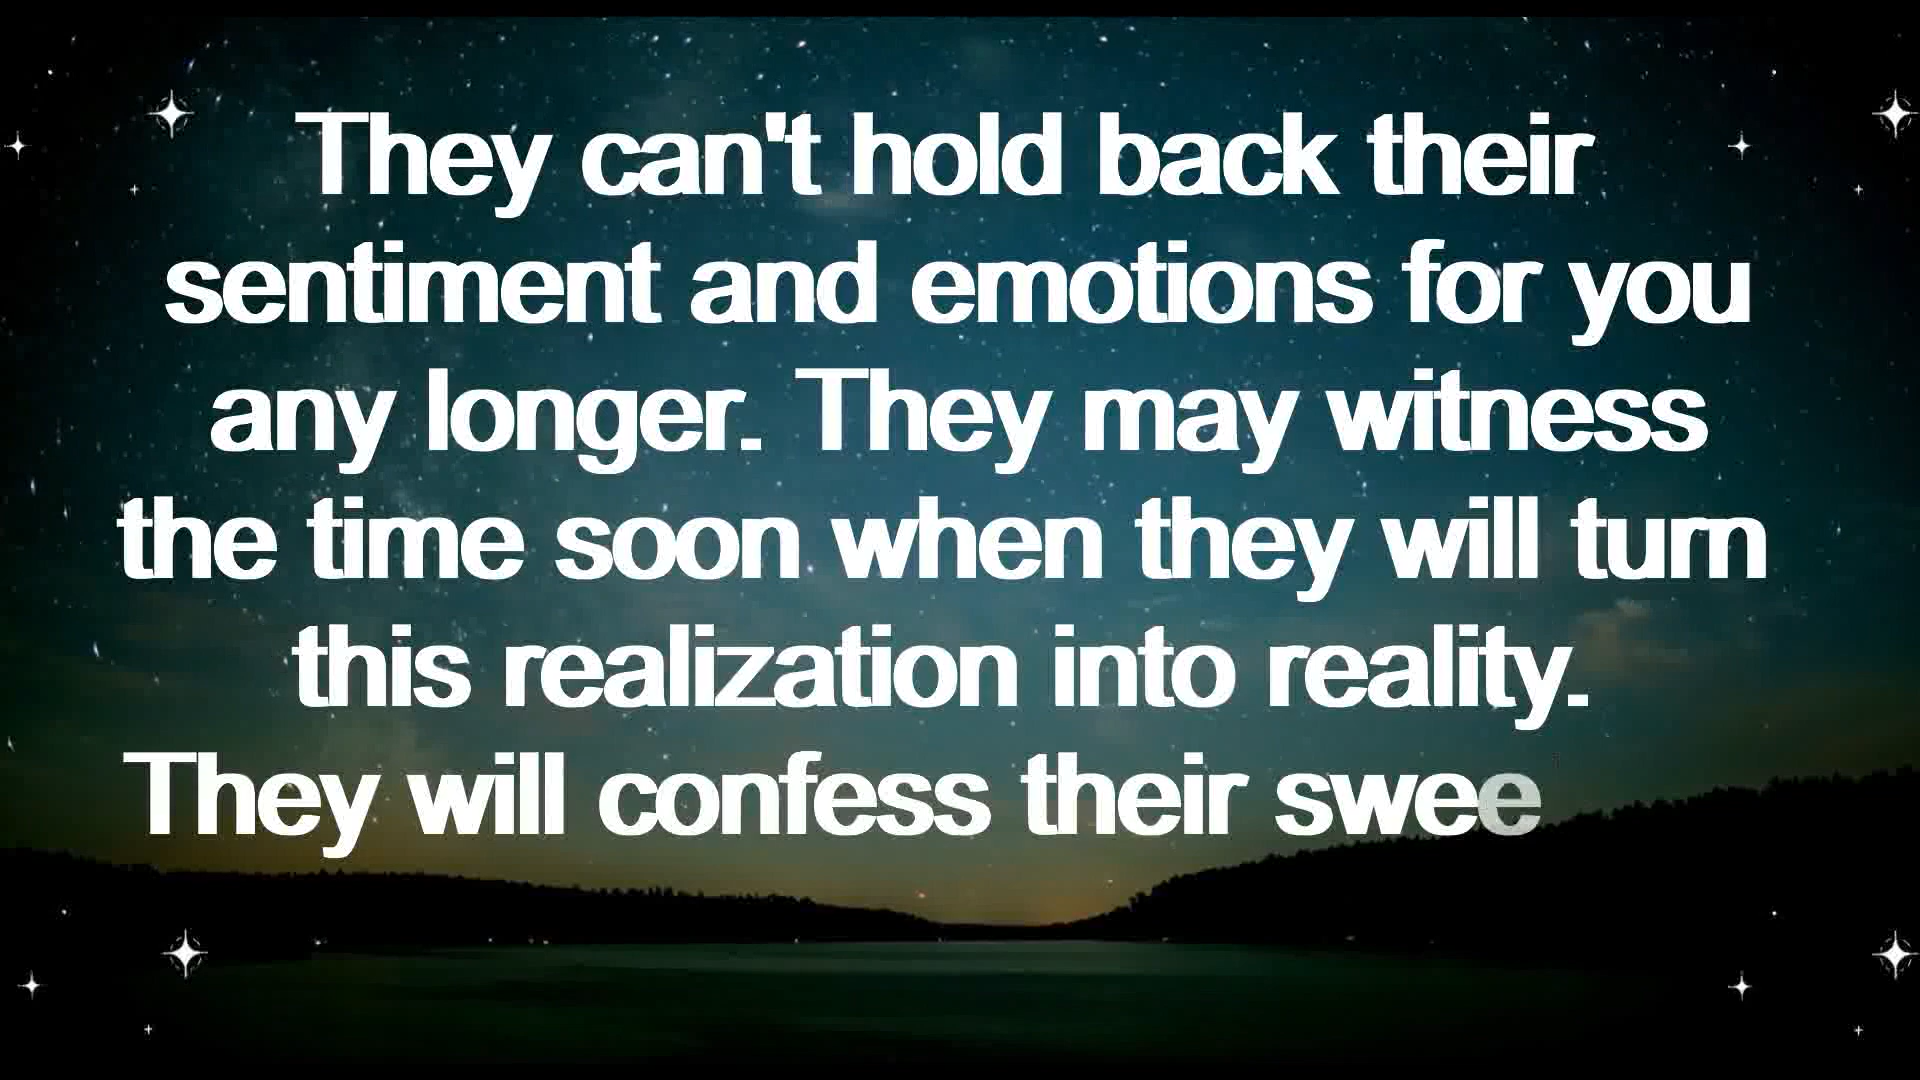 They can't hold back their
sentiment and emotions for you
any longer. They may witness
the time soon when they will turn
this realization into reality.
They will confess their swee